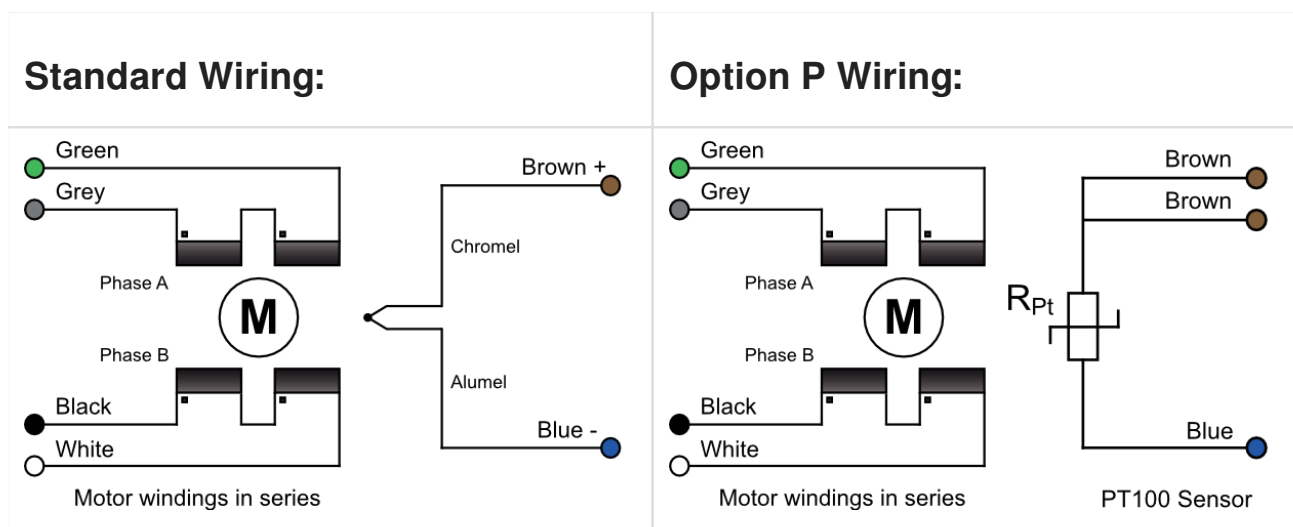 Standard Wiring:
Option P Wiring:
Green
Grey
Phase A
M
Phase B
Black
White
Motor windings in series
Brown +
Chromel
Alumel
Blue -
Green
Grey
Phase A
M
Phase B
Black
White
Motor windings in series
Brown
Brown
RPt
Blue
PT100 Sensor